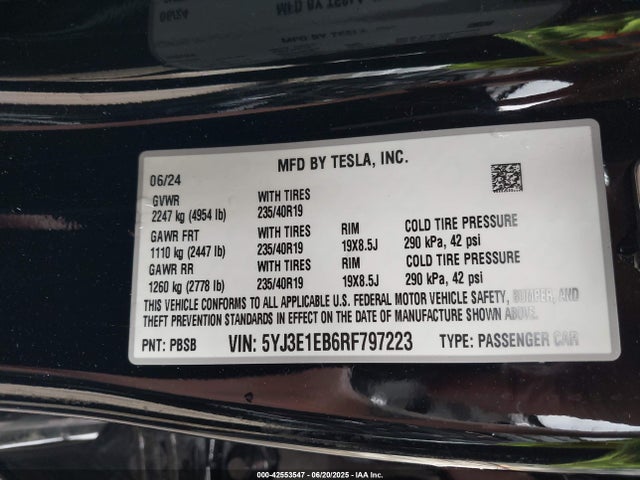 06/24
MFD BY TESLA, INC.
06/24
GVWR WITH TIRES
2247 kg (4954 lb) 235/40R19
GAWR FRT WITH TIRES RIM COLD TIRE PRESSURE
1110 kg (2447 lb) 235/40R19 19X8.5J 290 kPa, 42 psi
GAWR RR WITH TIRES RIM COLD TIRE PRESSURE
1260 kg (2778 lb) 235/40R19 19X8.5J 290 kPa, 42 psi
THIS VEHICLE CONFORMS TO ALL APPLICABLE U.S. FEDERAL MOTOR VEHICLE SAFETY, BUMPER, AND
THEFT PREVENTION STANDARDS IN EFFECT ON THE DATE OF MANUFACTURE SHOWN ABOVE.
PNT: PBSB VIN: 5YJ3E1EB6RF797223 TYPE: PASSENGER CAR
000-42553547 - 06/20/2025 - IAA Inc.